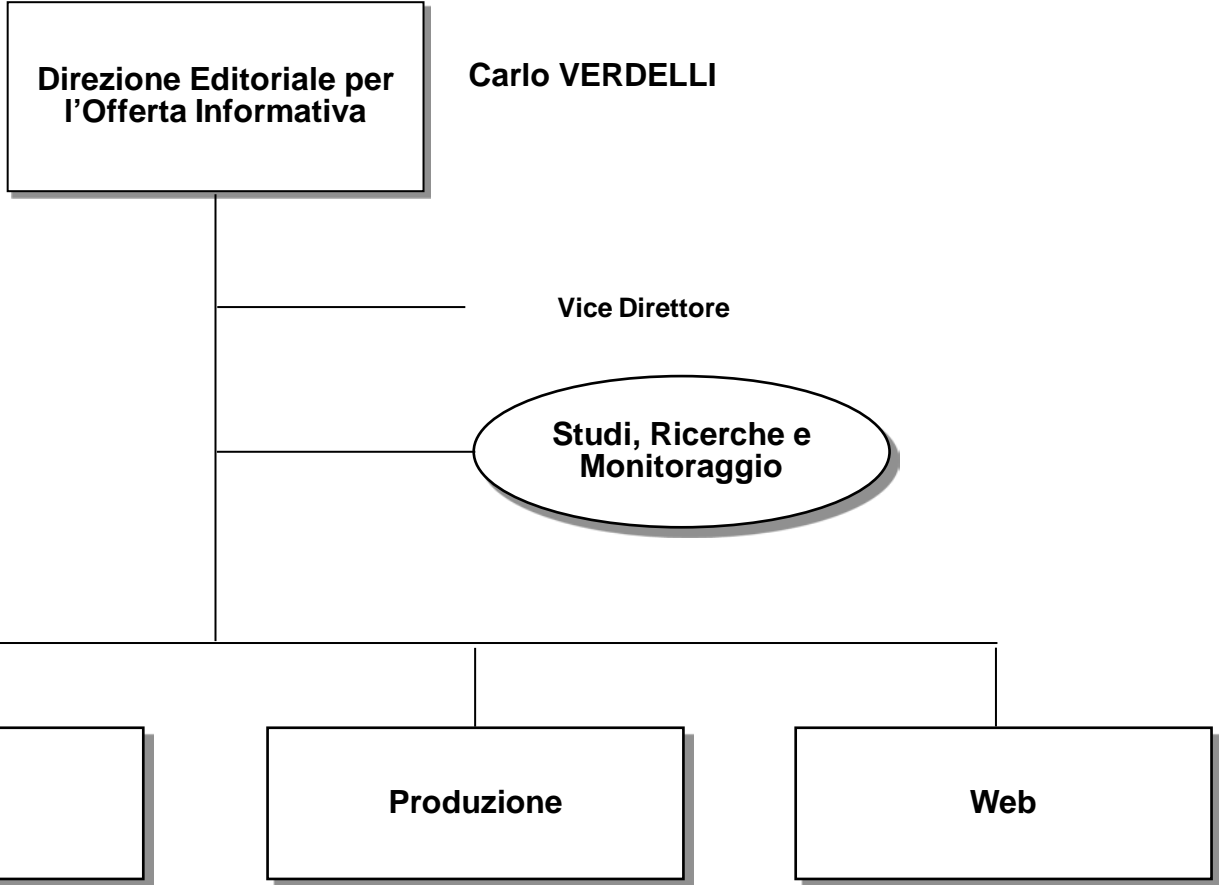 Direzione Editoriale per
l’Offerta Informativa
Carlo VERDELLI
Vice Direttore
Studi, Ricerche e
Monitoraggio
Produzione
Web